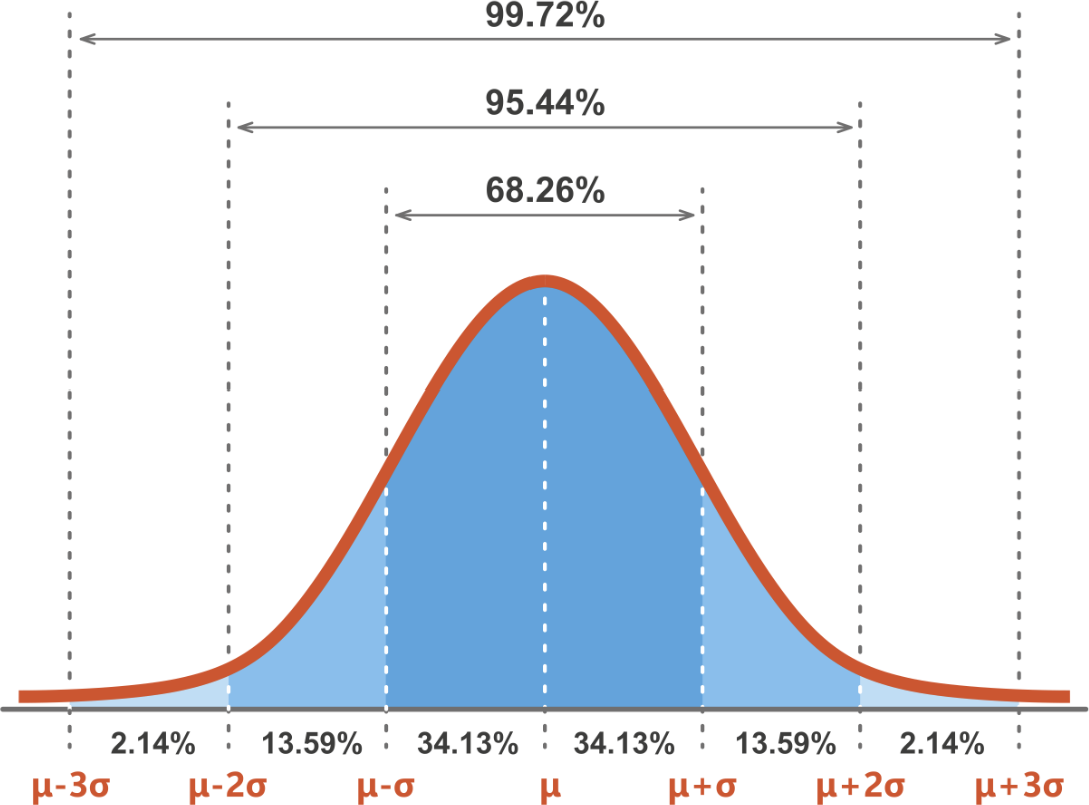 99.72%
95.44%
68.26%
2.14% 13.59% 34.13% 34.13% 13.59% 2.14%
μ-3σ μ-2σ μ-σ μ μ+σ μ+2σ μ+3σ